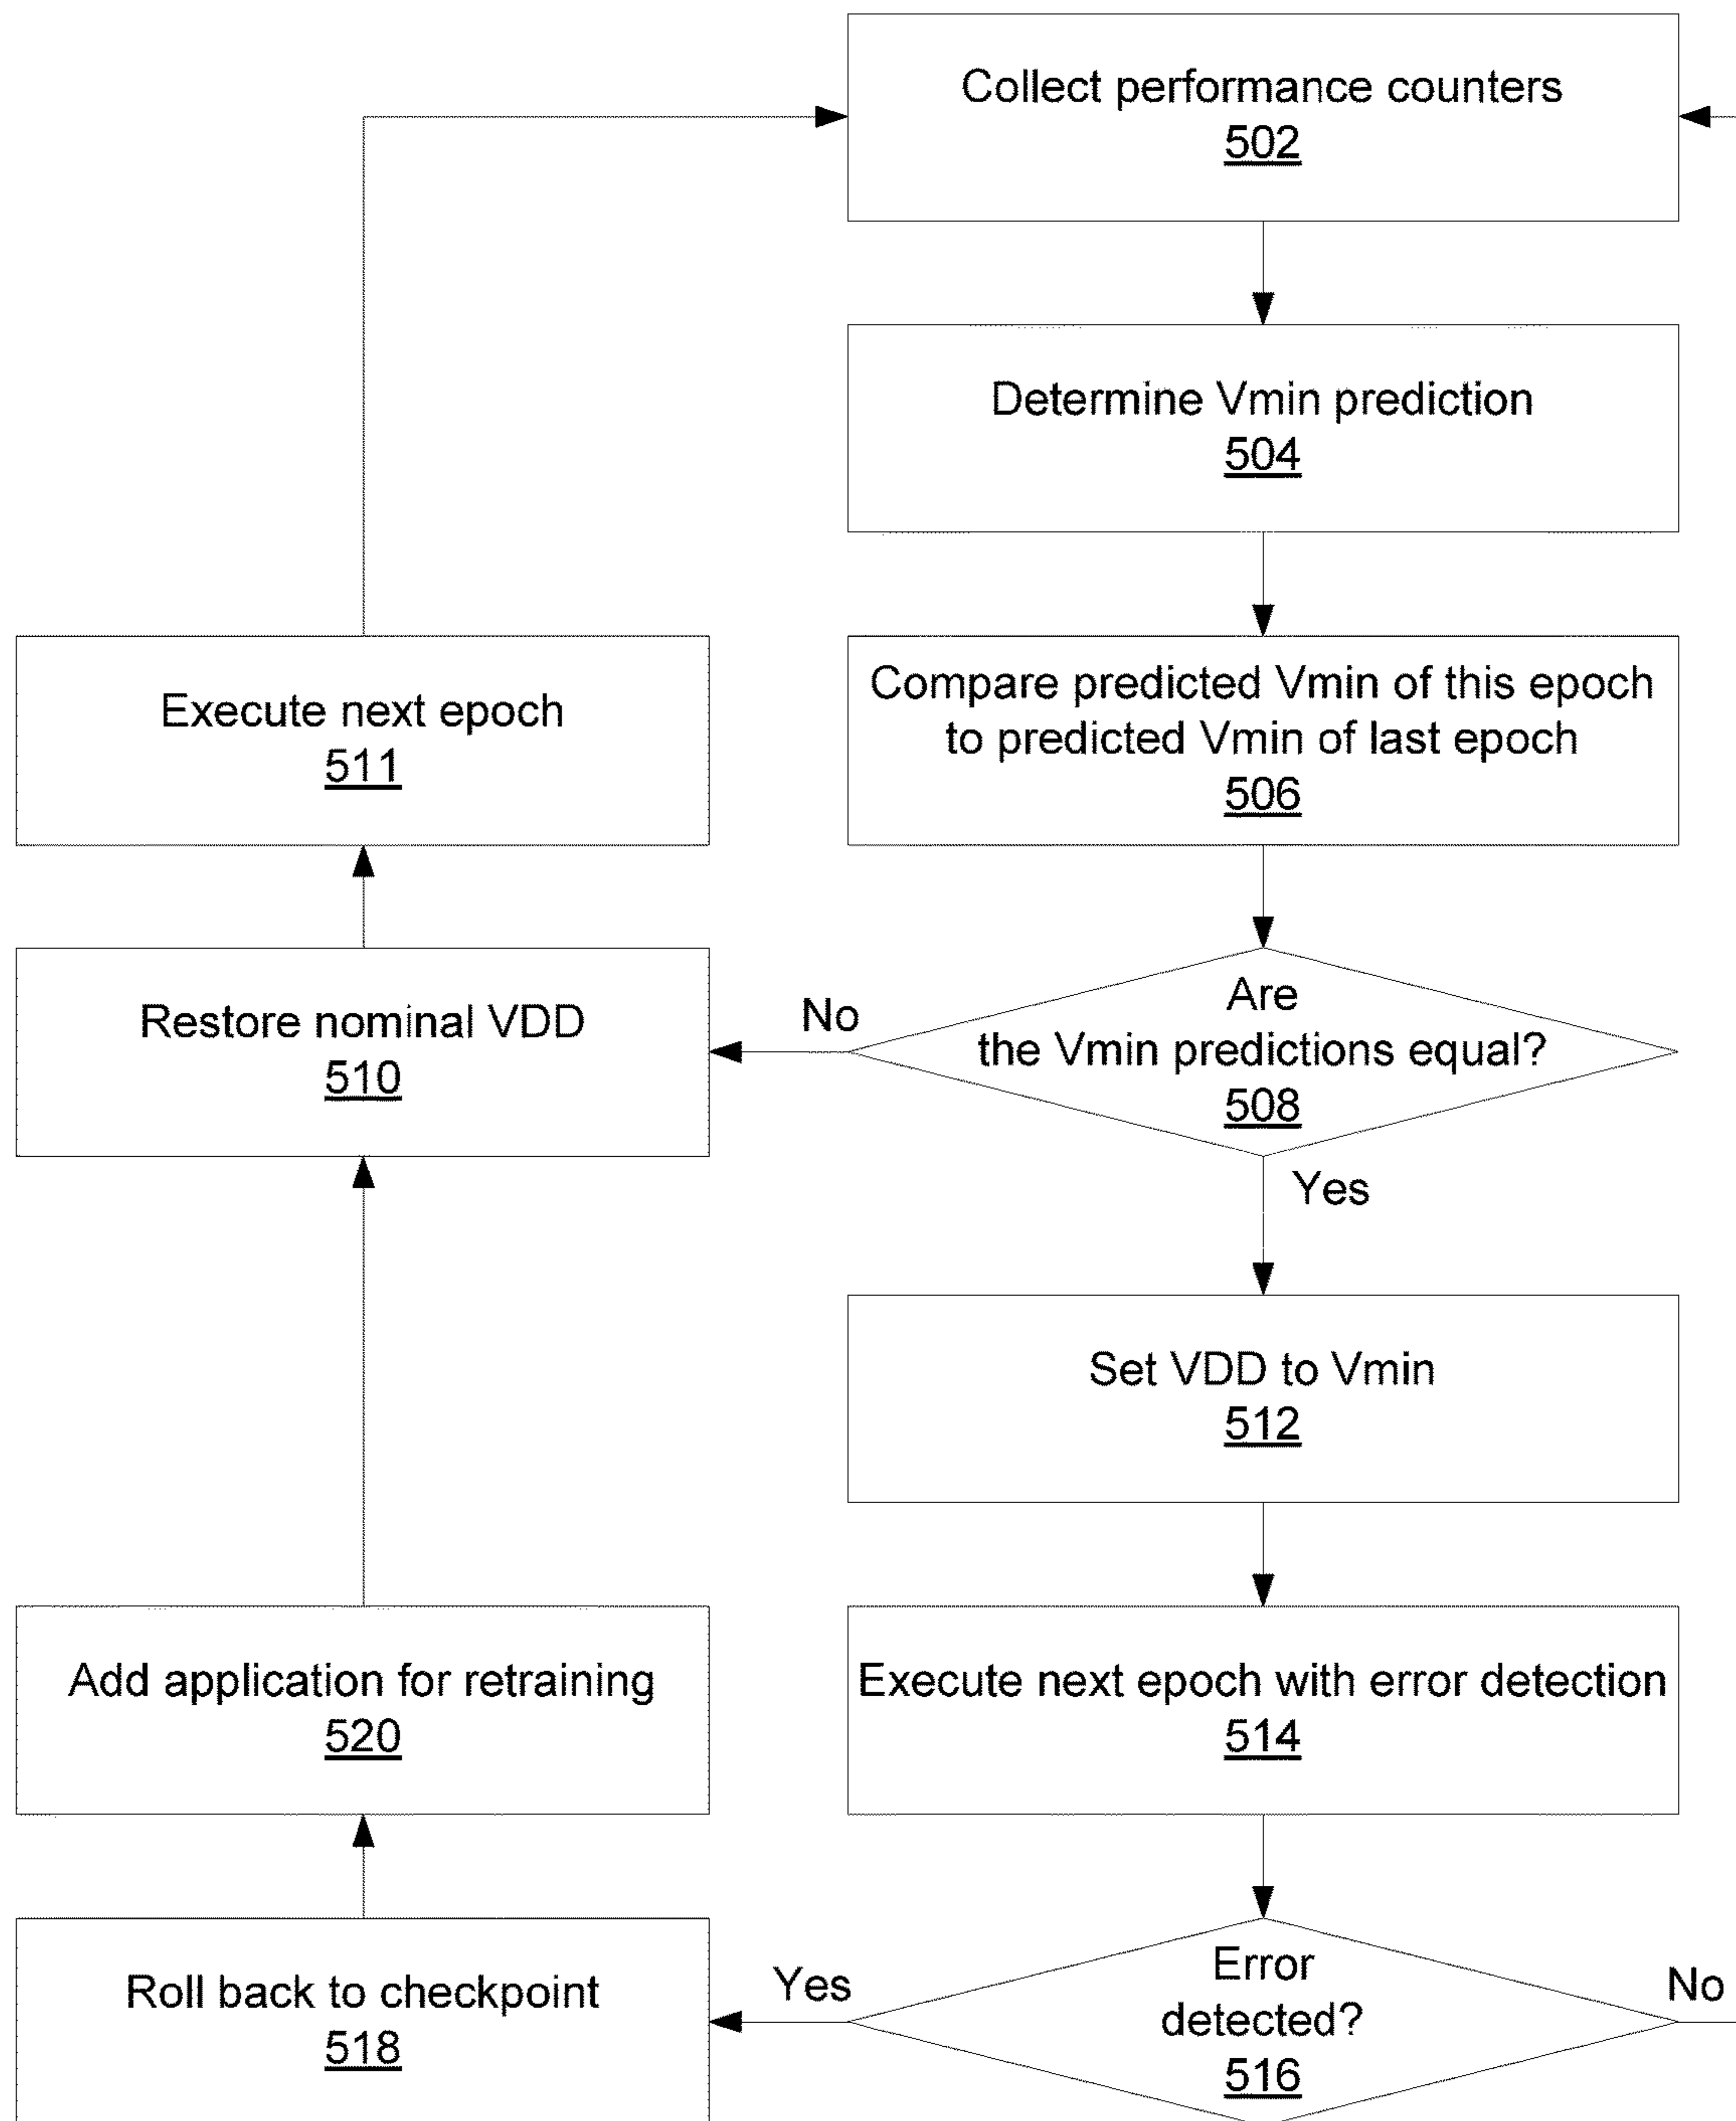 Collect performance counters
502
Determine Vmin prediction
504
Execute next epoch
511
Compare predicted Vmin of this epoch
to predicted Vmin of last epoch
506
Restore nominal VDD
510
No
Are
the Vmin predictions equal?
508
Yes
Set VDD to Vmin
512
Add application for retraining
520
Execute next epoch with error detection
514
Roll back to checkpoint
518
Yes
Error
detected?
516
No